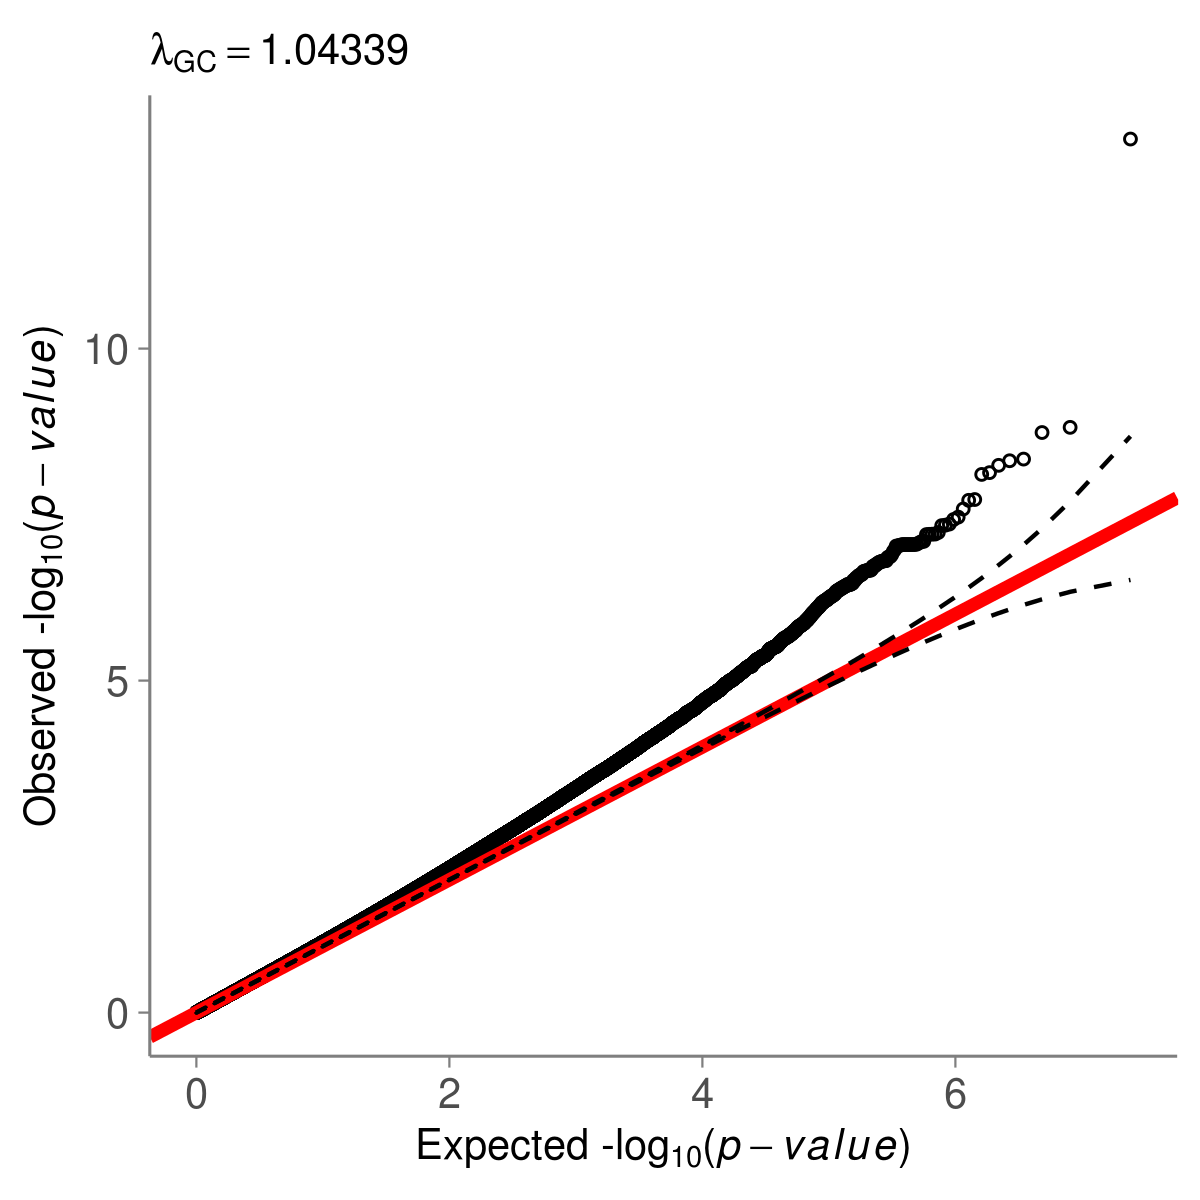 λGC = 1.04339
Observed -log10(p − value)
10
5
0
0 2 4 6
Expected -log10(p − value)